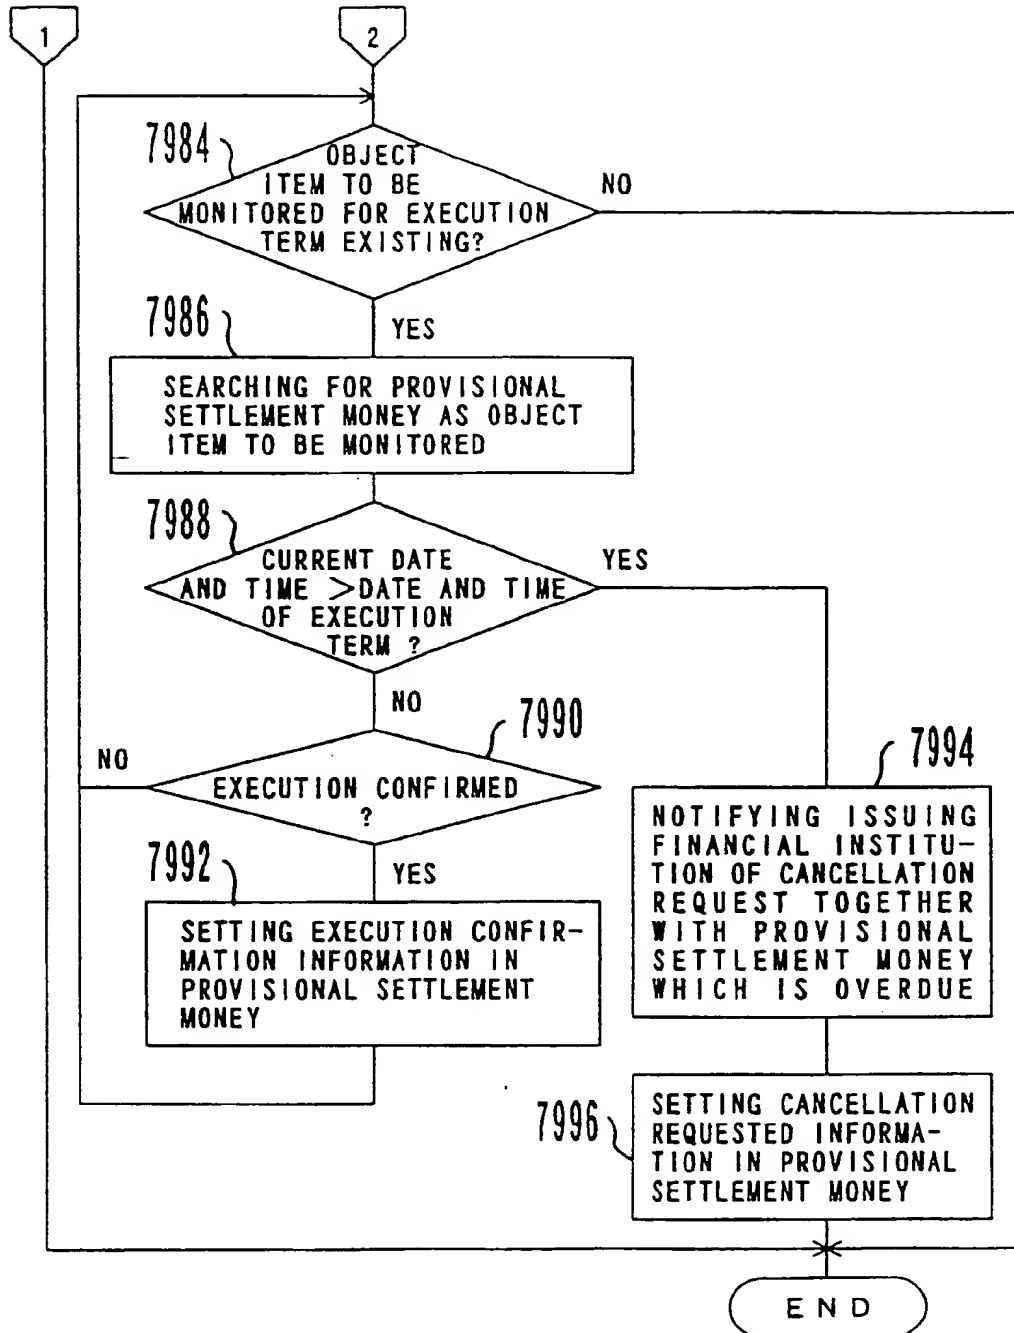 1
2
7984
OBJECT
ITEM TO BE
MONITORED FOR EXECUTION
TERM EXISTING?
NO
YES
7986
SEARCHING FOR PROVISIONAL
SETTLEMENT MONEY AS OBJECT
ITEM TO BE MONITORED
7988
CURRENT DATE
AND TIME >DATE AND TIME
OF EXECUTION
TERM ?
YES
NO
7990
NO
EXECUTION CONFIRMED
?
YES
7992
SETTING EXECUTION CONFIR-
MATION INFORMATION IN
PROVISIONAL SETTLEMENT
MONEY
7994
NOTIFYING ISSUING
FINANCIAL INSTITU-
TION OF CANCELLATION
REQUEST TOGETHER
WITH PROVISIONAL
SETTLEMENT MONEY
WHICH IS OVERDUE
7996
SETTING CANCELLATION
REQUESTED INFORMA-
TION IN PROVISIONAL
SETTLEMENT MONEY
END